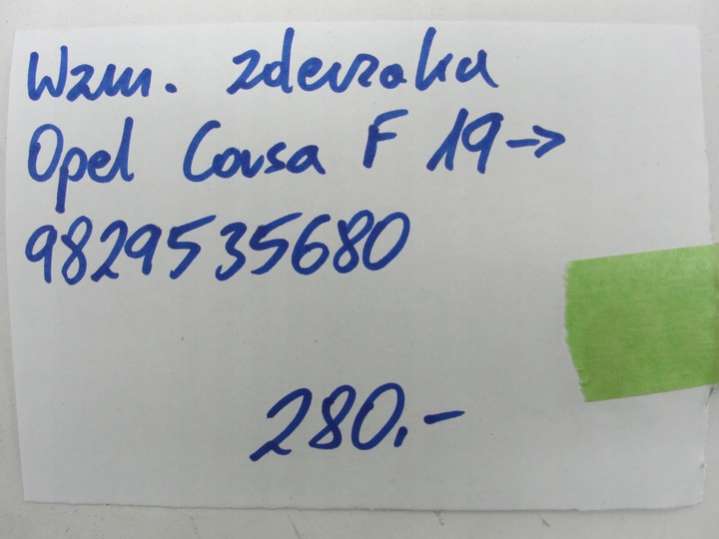 Wzm. zderzaka
Opel Corsa F 19->
9829535680
280,-